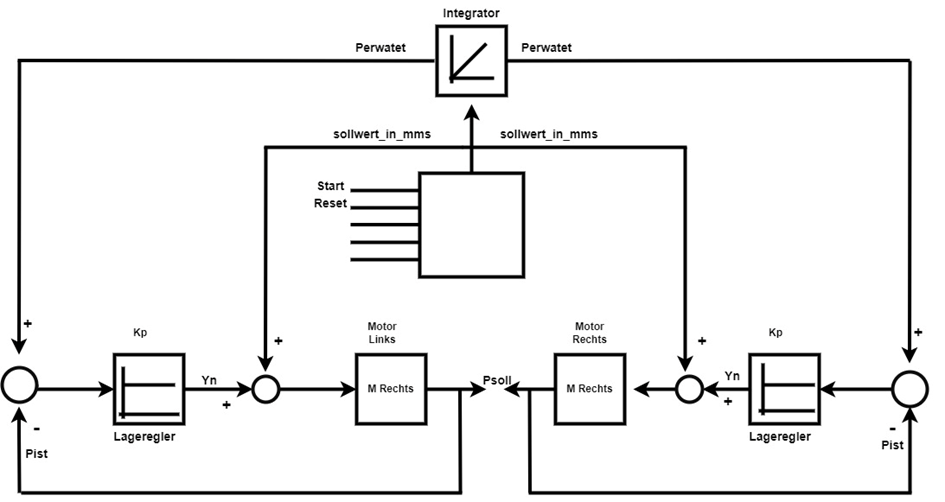 Integrator
Perwatet Perwatet
sollwert_in_mms sollwert_in_mms
Start
Reset
+ +
Kp Motor Links Motor Rechts Kp
+ +
Yn M Rechts Psoll M Rechts Yn
+ +
- -
Lageregler Lageregler
Pist Pist